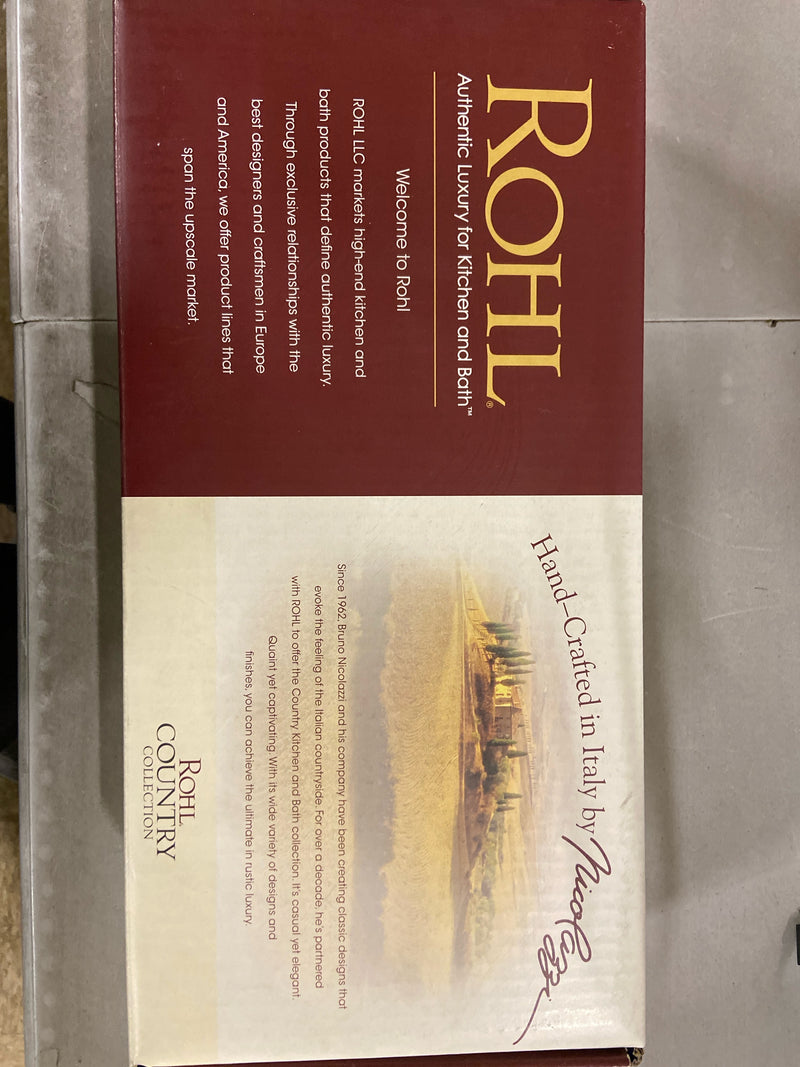 ROHL®
Authentic Luxury for Kitchen and Bath™
Welcome to Rohl
ROHL LLC markets high-end kitchen and
bath products that define authentic luxury.
Through exclusive relationships with the
best designers and craftsmen in Europe
and America, we offer product lines that
span the upscale market.
Hand-Crafted in Italy by Nicolazzi
Since 1962, Bruno Nicolazzi and his company have been creating classic designs that
evoke the feeling of the Italian countryside. For over a decade, he's partnered
with ROHL to offer the Country Kitchen and Bath collection. It's casual yet elegant.
Quaint yet captivating. With its wide variety of designs and
finishes, you can achieve the ultimate in rustic luxury.
ROHL
COUNTRY
COLLECTION